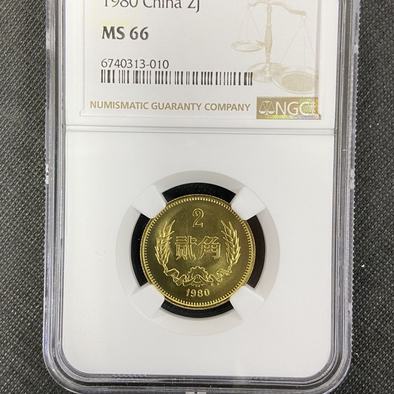 1980 China 2J
MS 66
6740313-010
NUMISMATIC GUARANTY COMPANY
NGC
2
贰角
1980